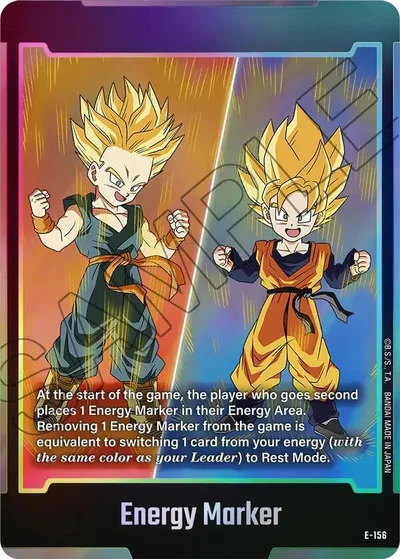 SAMPLE
At the start of the game, the player who goes second
places 1 Energy Marker in their Energy Area.
Removing 1 Energy Marker from the game is
equivalent to switching 1 card from your energy (with
the same color as your Leader) to Rest Mode.
©B.S./S., T.A. BANDAI MADE IN JAPAN
Energy Marker
E-156